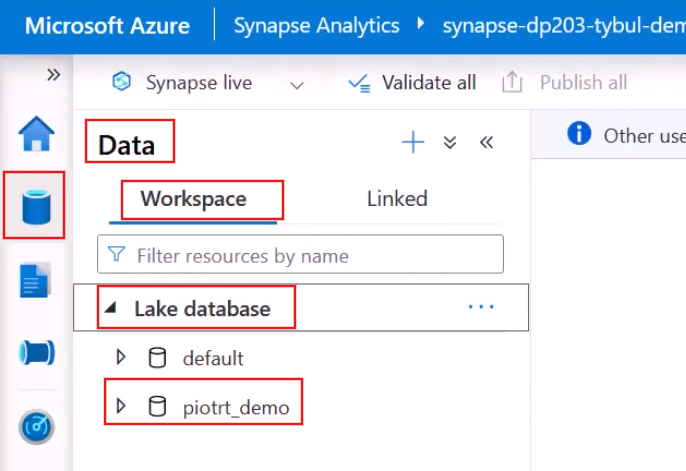 Microsoft Azure Synapse Analytics synapse-dp203-tybul-dem
Synapse live Validate all Publish all
Data
Other use
Workspace Linked
Filter resources by name
Lake database
default
piotrt_demo